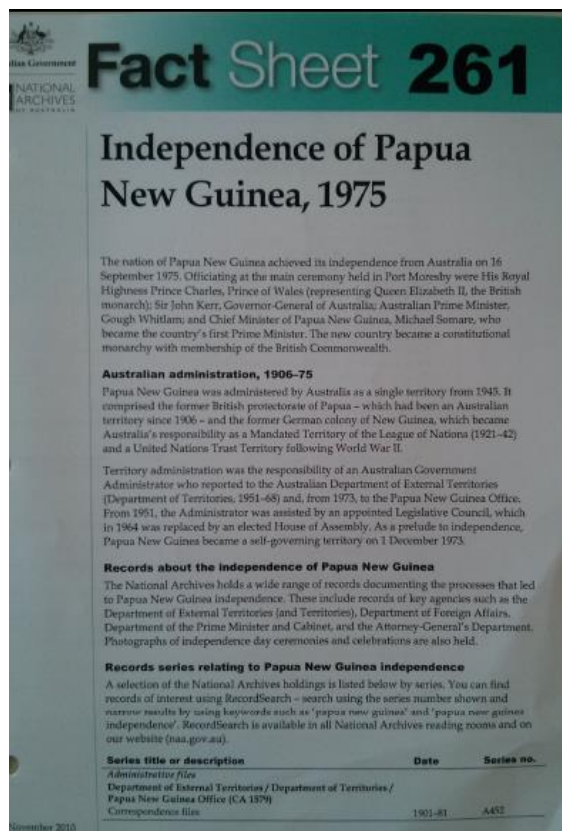 lian Government
NATIONAL
ARCHIVES
OF AUSTRALIA
Fact Sheet 261
Independence of Papua
New Guinea, 1975
The nation of Papua New Guinea achieved its independence from Australia on 16
September 1975. Officiating at the main ceremony held in Port Moresby were His Royal
Highness Prince Charles, Prince of Wales (representing Queen Elizabeth II, the British
monarch); Sir John Kerr, Governor-General of Australia; Australian Prime Minister,
Gough Whitlam; and Chief Minister of Papua New Guinea, Michael Somare, who
became the country's first Prime Minister. The new country became a constitutional
monarchy with membership of the British Commonwealth.
Australian administration, 1906–75
Papua New Guinea was administered by Australia as a single territory from 1945. It
comprised the former British protectorate of Papua – which had been an Australian
territory since 1906 – and the former German colony of New Guinea, which became
Australia's responsibility as a Mandated Territory of the League of Nations (1921–42)
and a United Nations Trust Territory following World War II.
Territory administration was the responsibility of an Australian Government
Administrator who reported to the Australian Department of External Territories
(Department of Territories, 1951–68) and, from 1973, to the Papua New Guinea Office.
From 1951, the Administrator was assisted by an appointed Legislative Council, which
in 1964 was replaced by an elected House of Assembly. As a prelude to independence,
Papua New Guinea became a self-governing territory on 1 December 1973.
Records about the independence of Papua New Guinea
The National Archives holds a wide range of records documenting the processes that led
to Papua New Guinea independence. These include records of key agencies such as the
Department of External Territories (and Territories), Department of Foreign Affairs,
Department of the Prime Minister and Cabinet, and the Attorney-General's Department.
Photographs of independence day ceremonies and celebrations are also held.
Records series relating to Papua New Guinea independence
A selection of the National Archives holdings is listed below by series. You can find
records of interest using RecordSearch – search using the series number shown and
narrow results by using keywords such as 'papua new guinea' and 'papua new guinea
independence'. RecordSearch is available in all National Archives reading rooms and on
our website (naa.gov.au).
Series title or description Date Series no.
Administrative files
Department of External Territories / Department of Territories /
Papua New Guinea Office (CA 1579)
Correspondence files 1901–81 A452
November 2010